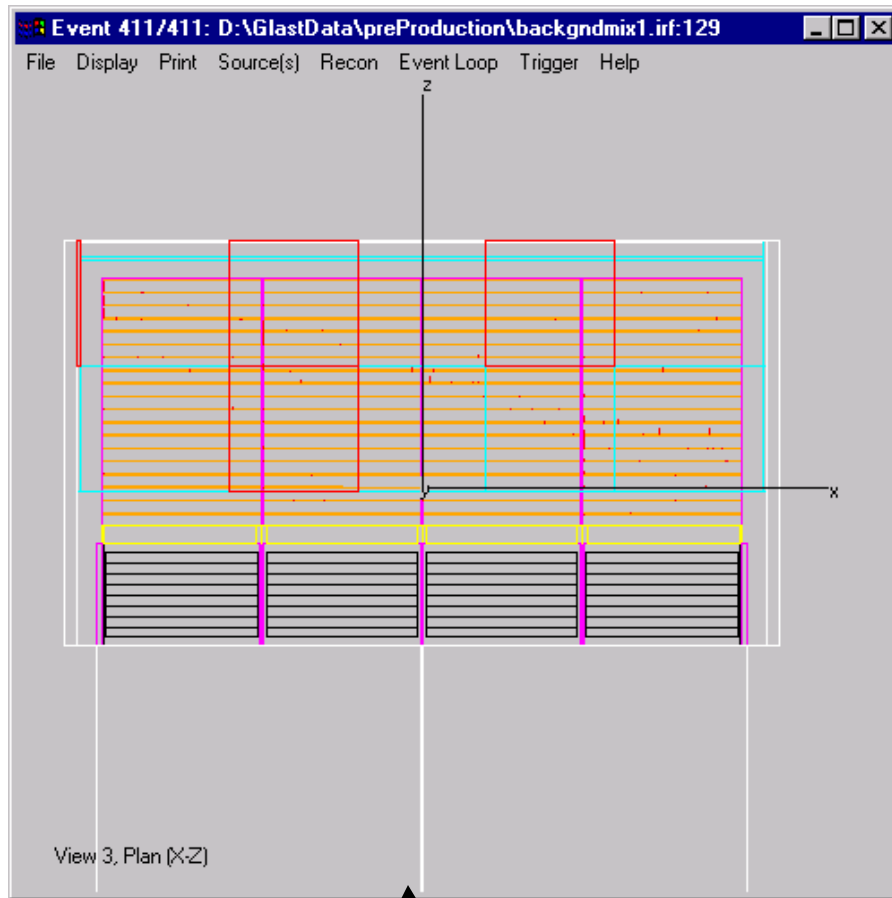 Event 411/411: D:\GlastData\preProduction\backgndmix1.irf:129
File Display Print Source(s) Recon Event Loop Trigger Help
z
y
x
View 3, Plan (X-Z)